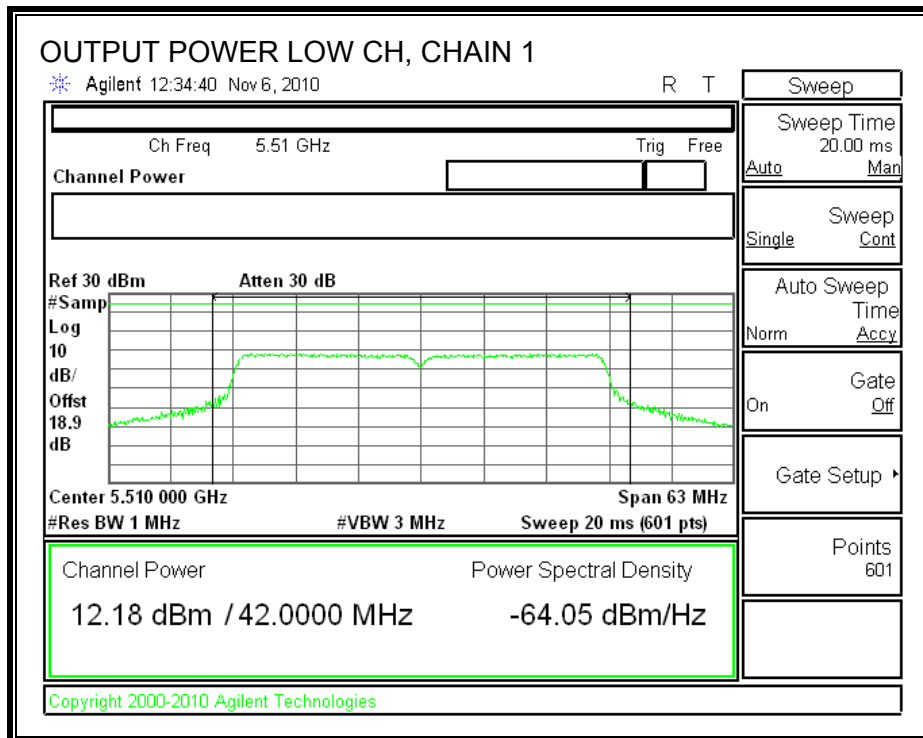 OUTPUT POWER LOW CH, CHAIN 1
Agilent 12:34:40 Nov 6, 2010 R T
Ch Freq 5.51 GHz Trig Free
Channel Power
Ref 30 dBm Atten 30 dB
#Samp
Log
10
dB/
Offst
18.9
dB
Center 5.510 000 GHz Span 63 MHz
#Res BW 1 MHz #VBW 3 MHz Sweep 20 ms (601 pts)
Channel Power Power Spectral Density
12.18 dBm / 42.0000 MHz -64.05 dBm/Hz
Copyright 2000-2010 Agilent Technologies
Sweep
Sweep Time
20.00 ms
Auto Man
Sweep
Single Cont
Auto Sweep
Time
Norm Accy
Gate
On Off
Gate Setup
Points
601